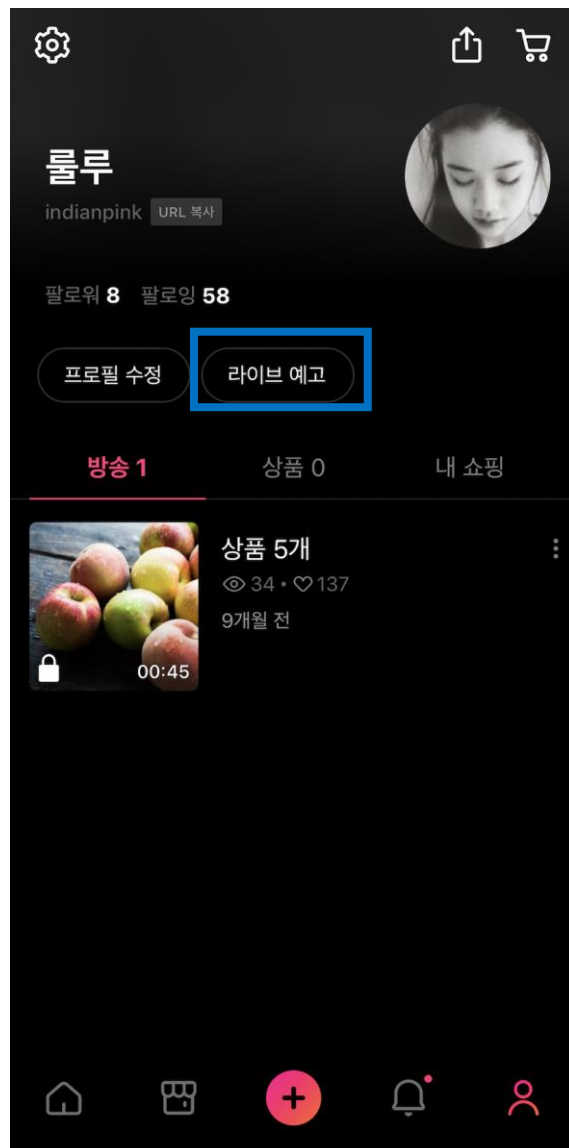 룰루
indianpink URL 복사
팔로워 8 팔로잉 58
프로필 수정 라이브 예고
방송 1 상품 0 내 쇼핑
상품 5개
34 • 137
9개월 전
00:45